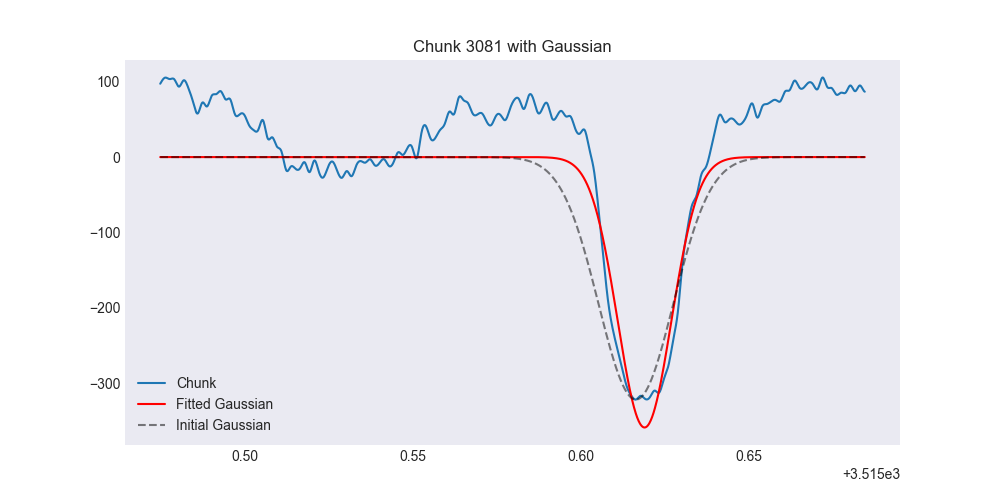 Chunk 3081 with Gaussian
100
0
−100
−200
−300
Chunk
Fitted Gaussian
Initial Gaussian
0.50 0.55 0.60 0.65
+3.515e3